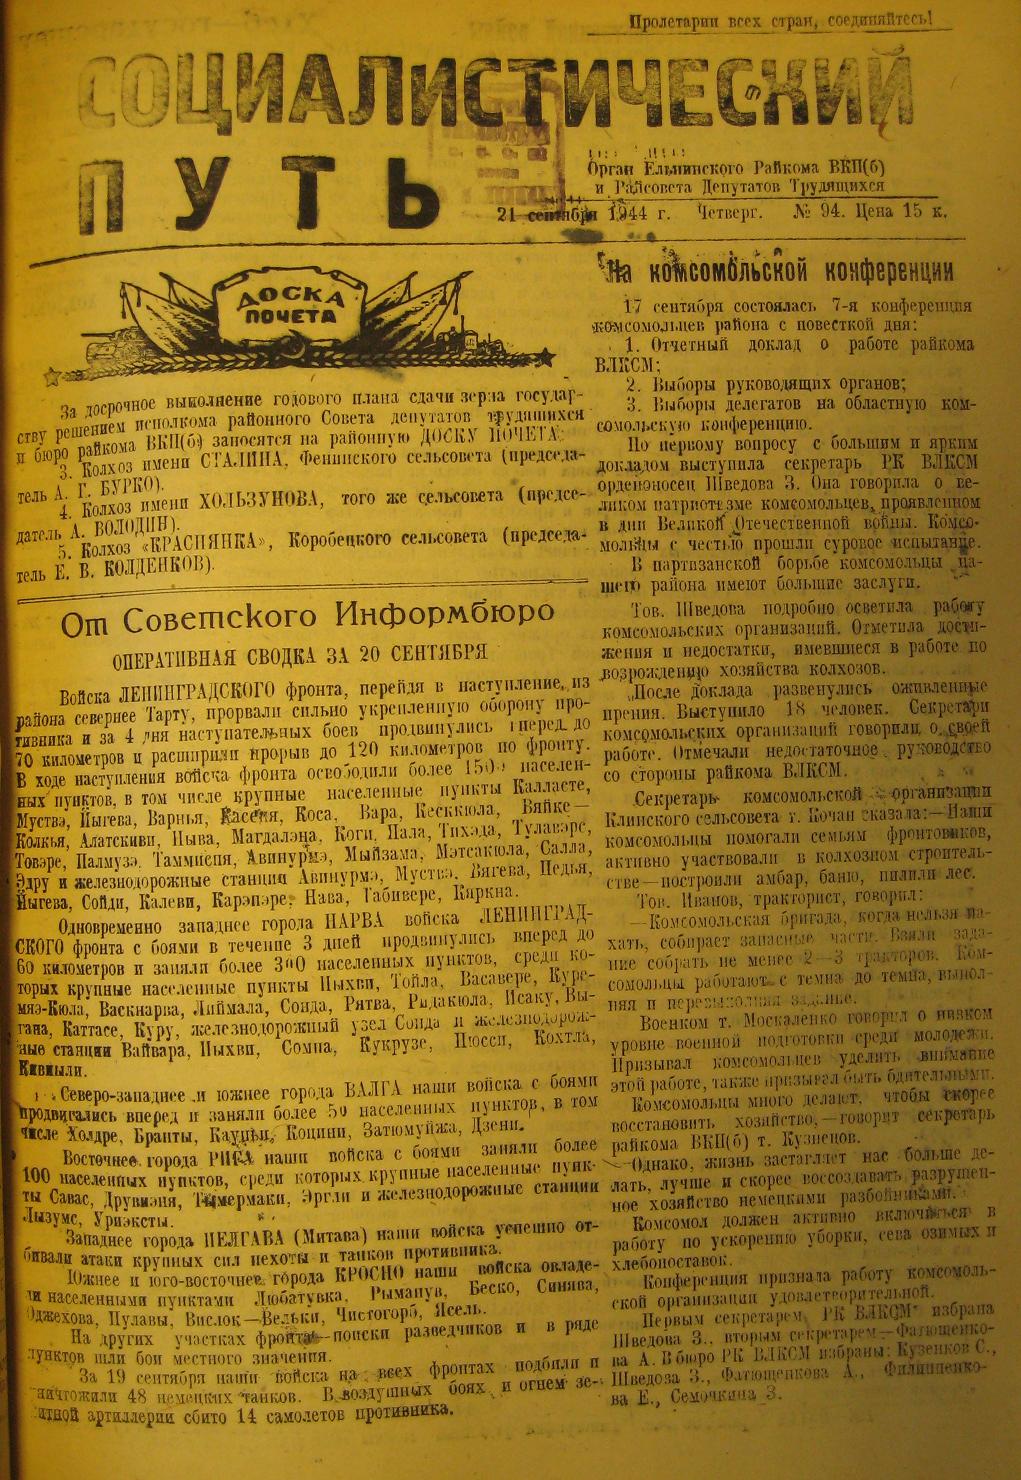 Пролетарии всех стран, соединяйтесь!
СОЦИАЛИСТИЧЕСКИЙ
ПУТЬ
Орган Ельнинского Райкома ВКП(б)
и Райсовета Депутатов Трудящихся
21 сентября 1944 г. Четверг. № 94. Цена 15 к.
ДОСКА
ПОЧЕТА
За досрочное выполнение годового плана сдачи зерна государ-
ству решением исполкома районного Совета депутатов трудящихся
и бюро райкома ВКП(б) заносятся на районную ДОСКУ ПОЧЕТА:
3. Колхоз имени СТАЛИНА, Фенинского сельсовета (председа-
тель А. Г. БУРКО).
4. Колхоз имени ХОЛЬЗУНОВА, того же сельсовета (предсе-
датель А. ВОЛОДИН).
5. Колхоз «КРАСНЯНКА», Коробецкого сельсовета (председа-
тель Е. В. КОЛДЕНКОВ).
От Советского Информбюро
ОПЕРАТИВНАЯ СВОДКА ЗА 20 СЕНТЯБРЯ
Войска ЛЕНИНГРАДСКОГО фронта, перейдя в наступление, из
района севернее Тарту, прорвали сильно укрепленную оборону про-
тивника и за 4 дня наступательных боев продвинулись вперед до
70 километров и расширили прорыв до 120 километров по фронту.
В ходе наступления войска фронта освободили более 1500 населен-
ных пунктов, в том числе крупные населенные пункты Калласте,
Муствэ, Йыгева, Варнья, Коса, Вара, Кесккюла, Вяйке—
Колкья, Алатскиви, Ныва, Магдалэна, Коги, Пала, Тихэда, Тулавэрэ,
Товэре, Палмузэ, Таммиспя, Авинурмэ, Мыйзама, Мэтсакюла, Салла,
Эдру и железнодорожные станции Авинурмэ, Муствэ, Вягева, Педья,
Йыгева, Сойди, Калеви, Карэпэре, Нава, Табивере, Кяркна.
Одновременно западнее города НАРВА войска ЛЕНИНГРАД-
СКОГО фронта с боями в течение 3 дней продвинулись вперед до
60 километров и заняли более 300 населенных пунктов, среди ко-
торых крупные населенные пункты Йыхви, Тойла, Васавере, Куре-
мяэ-Кюла, Васкнарва, Лиймала, Сонда, Рятва, Ридакюла, Исаку, Вы-
гана, Каттасе, Куру, железнодорожный узел Сонда и железнодорож-
ные станции Вайвара, Йыхви, Сомпа, Кукрузе, Пюсси, Кохтла,
Кивиыли.
Северо-западнее и южнее города ВАЛГА наши войска с боями
продвигались вперед и заняли более 50 населенных пунктов, в том
числе Холдре, Бранты, Коцини, Затюмуйжа, Дзени.
Восточнее города РИГА наши войска с боями заняли более
100 населенных пунктов, среди которых крупные населенные пунк-
ты Савас, Друвиэня, Тимермаки, Эргли и железнодорожные станции
Лызумс, Уриэксты.
Западнее города ЙЕЛГАВА (Митава) наши войска успешно от-
бивали атаки крупных сил пехоты и танков противника.
Южнее и юго-восточнее города КРОСНО наши войска овладе-
ли населенными пунктами Любатувка, Рыманув, Беско, Синява,
Оджехова, Пулавы, Вислок—Вельки, Чистогорб, Ясель.
На других участках фронта—поиски разведчиков и в ряде
пунктов шли бои местного значения.
За 19 сентября наши войска на всех фронтах подбили и
уничтожили 48 немецких танков. В воздушных боях и огнем зе-
нитной артиллерии сбито 14 самолетов противника.
На комсомольской конференции
17 сентября состоялась 7-я конференция
комсомольцев района с повесткой дня:
1. Отчетный доклад о работе райкома
ВЛКСМ;
2. Выборы руководящих органов;
3. Выборы делегатов на областную ком-
сомольскую конференцию.
По первому вопросу с большим и ярким
докладом выступила секретарь РК ВЛКСМ
орденоносец Шведова З. Она говорила о ве-
ликом патриотизме комсомольцев, проявленном
в дни Великой Отечественной войны. Комсо-
мольцы с честью прошли суровое испытание.
В партизанской борьбе комсомольцы на-
шего района имеют большие заслуги.
Тов. Шведова подробно осветила работу
комсомольских организаций. Отметила дости-
жения и недостатки, имевшиеся в работе по
возрождению хозяйства колхозов.
После доклада развенулись оживленные
прения. Выступило 18 человек. Секретари
комсомольских организаций говорили о своей
работе. Отмечали недостаточное руководство
со стороны райкома ВЛКСМ.
Секретарь комсомольской организации
Клинского сельсовета т. Кочан сказала:—Наши
комсомольцы помогали семьям фронтовиков,
активно участвовали в колхозном строитель-
стве—построили амбар, баню, пилили лес.
Тов. Иванов, тракторист, говорил:
—Комсомольская бригада, когда нельзя па-
хать, собирает запасные части. Взяли зада-
ние собрать не менее 2—3 тракторов. Ком-
сомольцы работают с темна до темна, выпол-
няя и перевыполняя задание.
Военком т. Москаленко говорил о низком
уровне военной подготовки среди молодежи.
Призывал комсомольцев уделить внимание
этой работе, также призывал быть бдительными.
Комсомольцы много делают, чтобы скорее
восстановить хозяйство,—говорит секретарь
райкома ВКП(б) т. Кузнецов.
—Однако, жизнь заставляет нас больше де-
лать, лучше и скорее воссоздавать разрушен-
ное хозяйство немецкими разбойниками.
Комсомол должен активно включиться в
работу по ускорению уборки, сева озимых и
хлебопоставок.
Конференция признала работу комсомоль-
ской организации удовлетворительной.
Первым секретарем РК ВЛКСМ избрана
Шведова З., вторым секретарем—Фатющенко-
ва А. В бюро РК ВЛКСМ избраны: Кузенков С.,
Шведова З., Фатющенкова А., Филиппенко-
ва Е., Семочкина З.